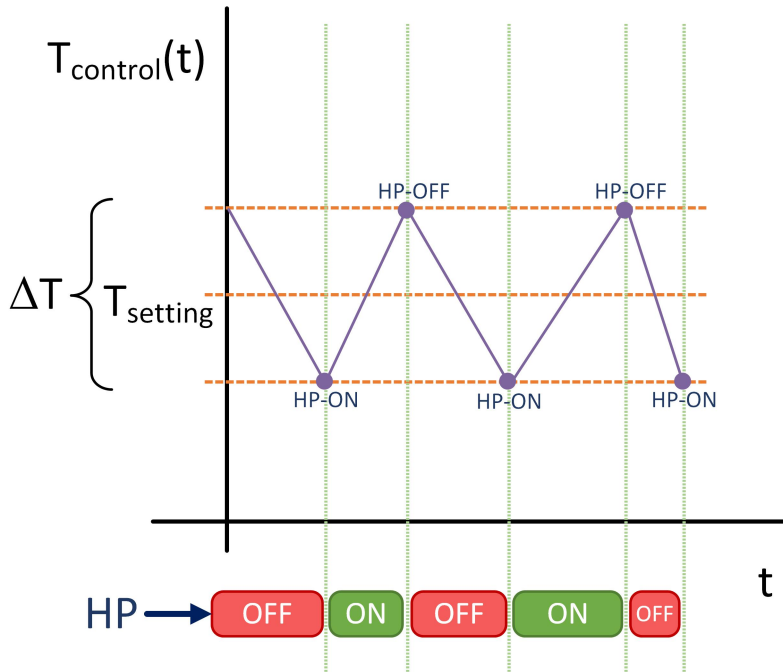 T_control(t)
HP-OFF HP-OFF
ΔT T_setting
HP-ON HP-ON HP-ON
t
HP OFF ON OFF ON OFF